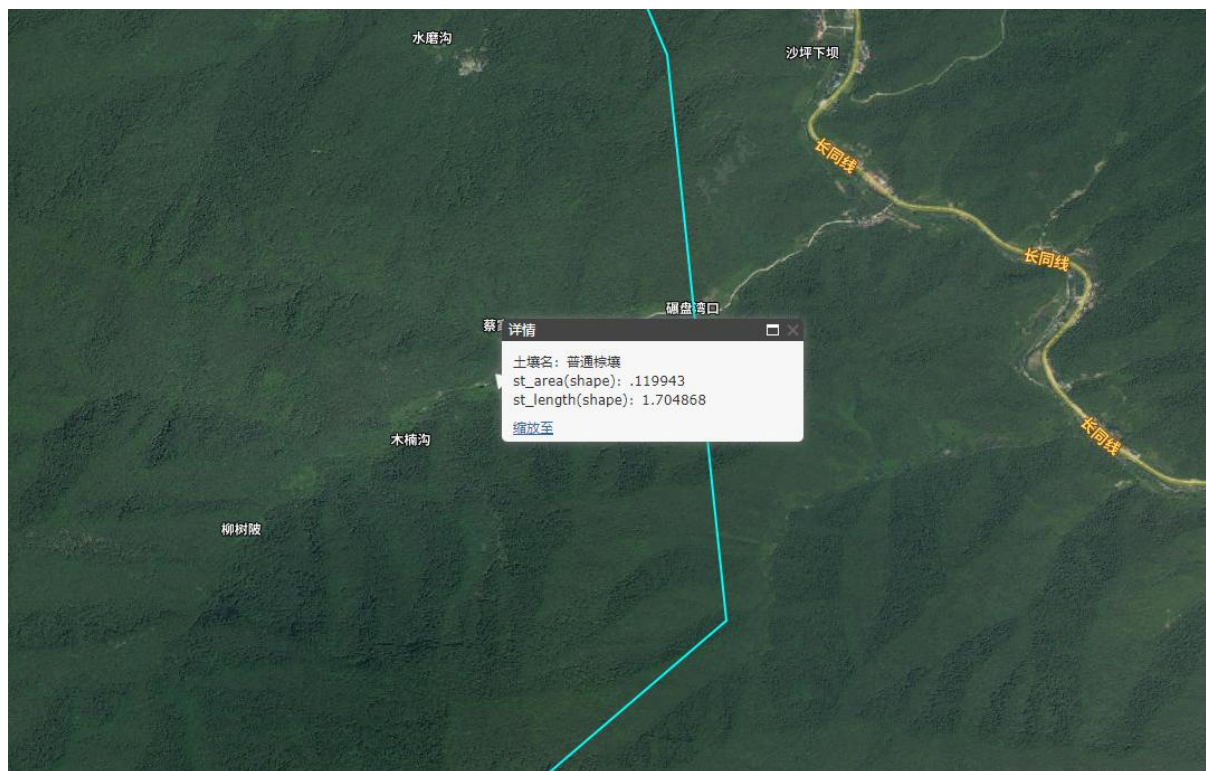 水磨沟
沙坪下坝
长同线
长同线
碾盘湾口
蔡
详情
土壤名：普通棕壤
st_area(shape)：.119943
st_length(shape)：1.704868
缩放至
木楠沟
长同线
柳树陂